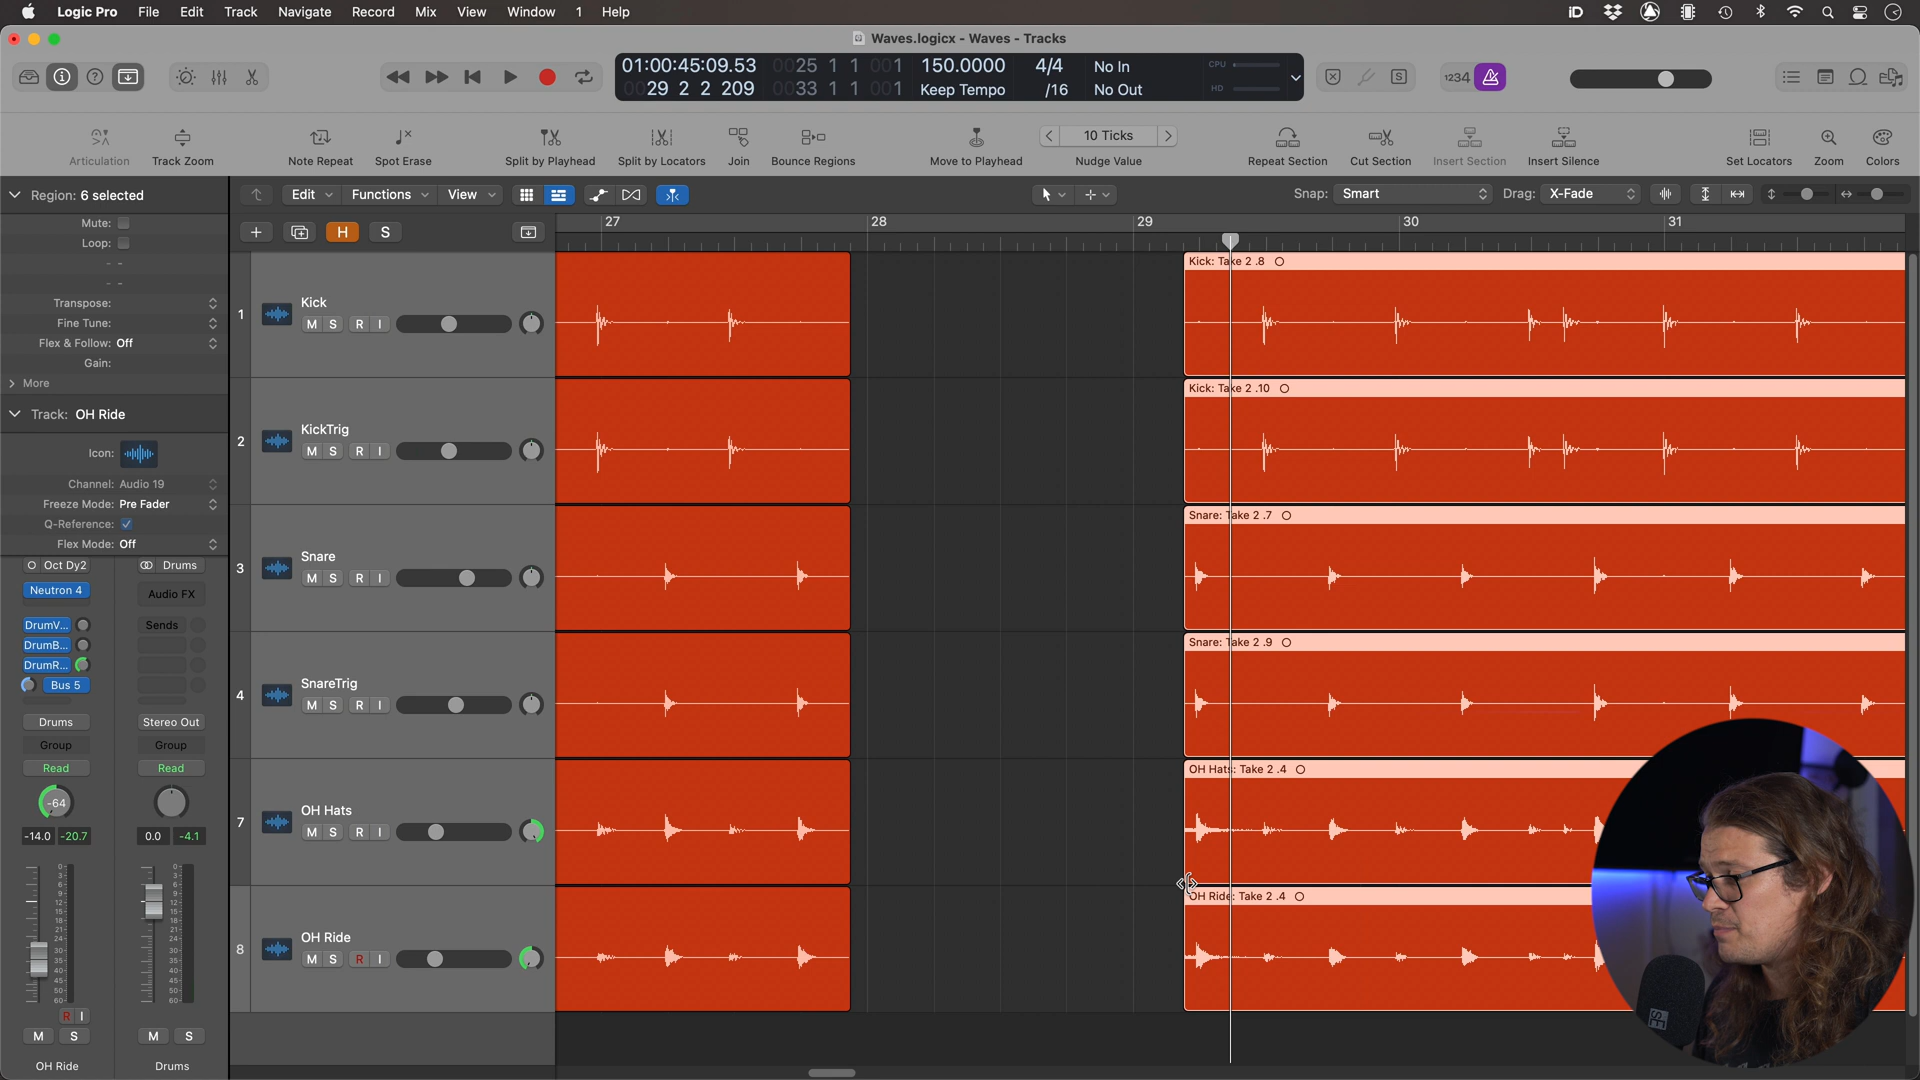 Logic Pro File Edit Track Navigate Record Mix View Window 1 Help
Waves.logicx - Waves - Tracks
01:00:45:09.53 0025 1 1 001 150.0000 4/4 No In CPU
0029 2 2 209 0033 1 1 001 Keep Tempo /16 No Out HD
1234
10 Ticks
Articulation Track Zoom Note Repeat Spot Erase Split by Playhead Split by Locators Join Bounce Regions Move to Playhead Nudge Value Repeat Section Cut Section Insert Section Insert Silence Set Locators Zoom Colors
Region: 6 selected
Edit Functions View Snap: Smart Drag: X-Fade
Mute:
Loop:
Transpose:
Fine Tune:
Flex & Follow: Off
Gain:
More
Track: OH Ride
Icon:
Channel: Audio 19
Freeze Mode: Pre Fader
Q-Reference:
Flex Mode: Off
Oct Dy2 Drums
Neutron 4 Audio FX
DrumV... Sends
DrumB...
DrumR...
Bus 5
Drums Stereo Out
Group Group
Read Read
-64
-14.0 -20.7 0.0 -4.1
R I
M S M S
OH Ride Drums
H S
27 28 29 30 31
1 Kick
M S R I
2 KickTrig
M S R I
3 Snare
M S R I
4 SnareTrig
M S R I
7 OH Hats
M S R I
8 OH Ride
M S R I
Kick: Take 2 .8
Kick: Take 2 .10
Snare: Take 2 .7
Snare: Take 2 .9
OH Hats: Take 2 .4
OH Ride: Take 2 .4
SE